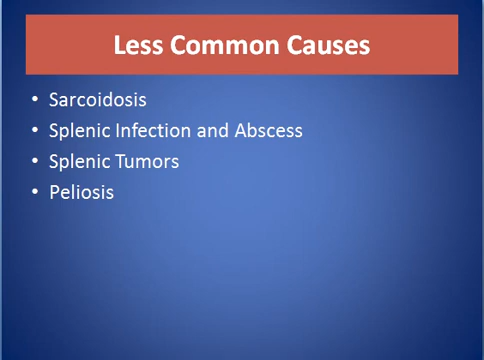 Less Common Causes
• Sarcoidosis
• Splenic Infection and Abscess
• Splenic Tumors
• Peliosis